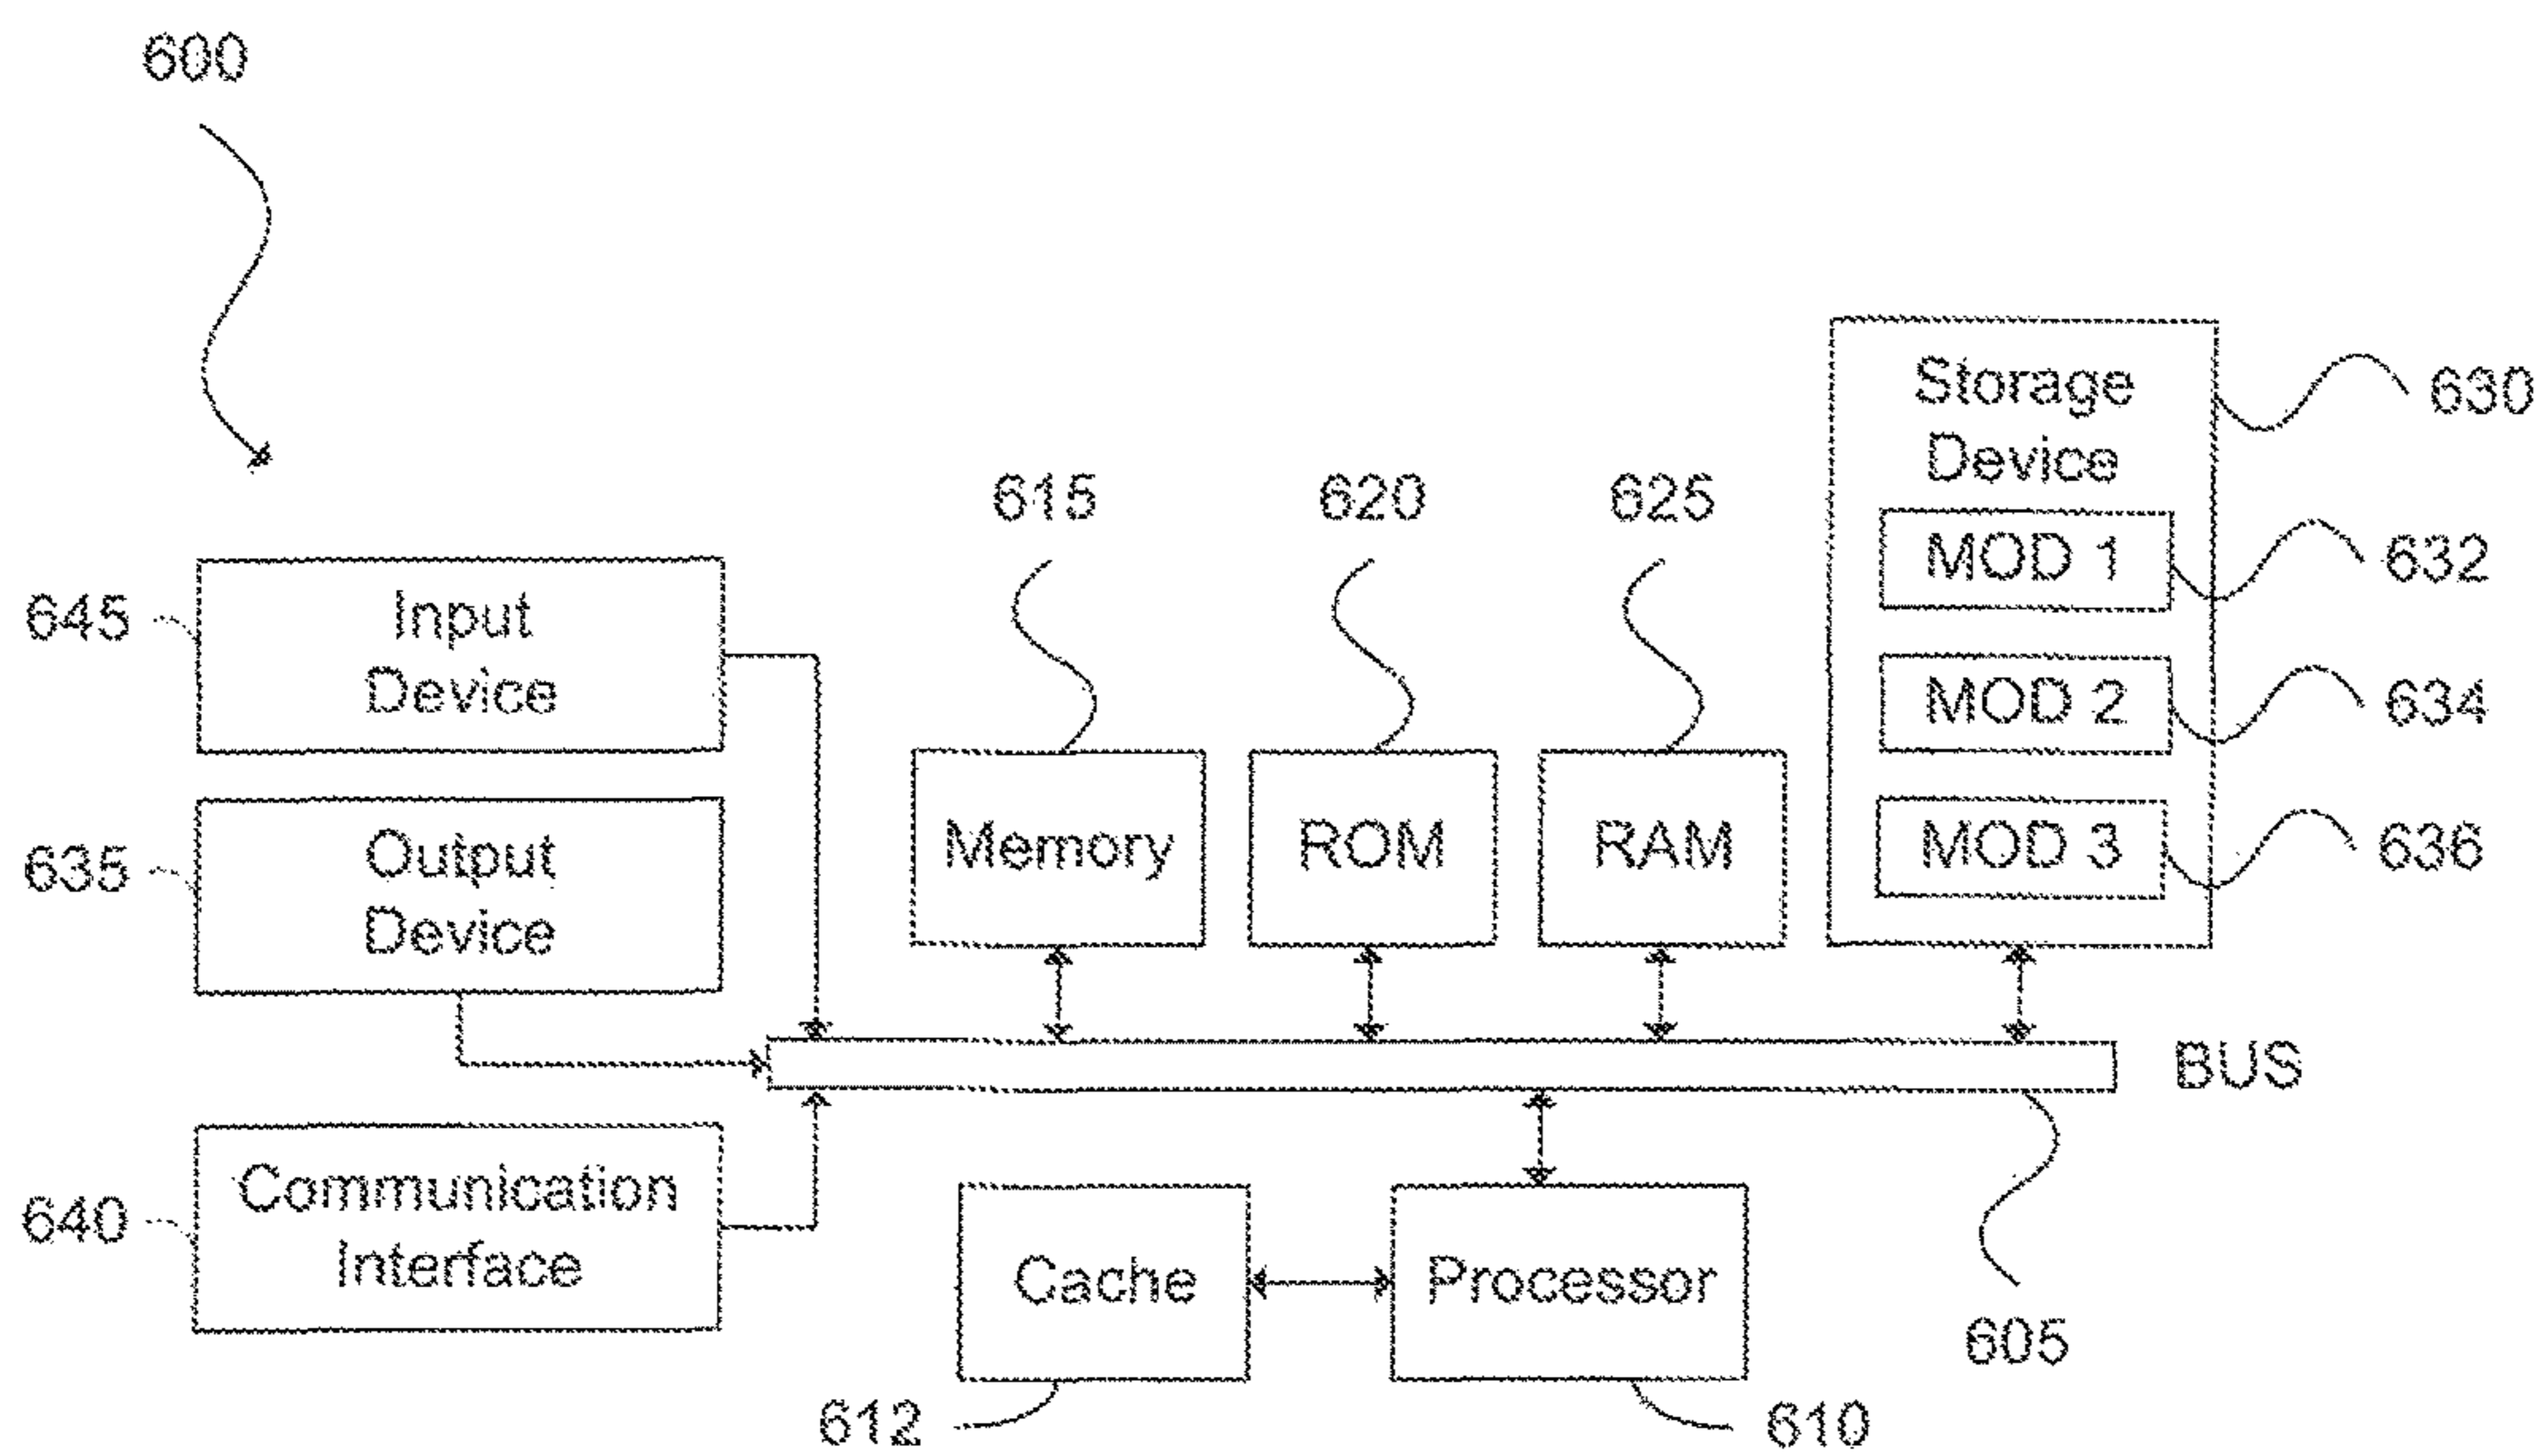 600
Storage
Device
630
615
620
625
MOD 1
632
645
Input
Device
MOD 2
634
635
Output
Device
Memory
ROM
RAM
MOD 3
636
BUS
640
Communication
Interface
Cache
Processor
605
612
610